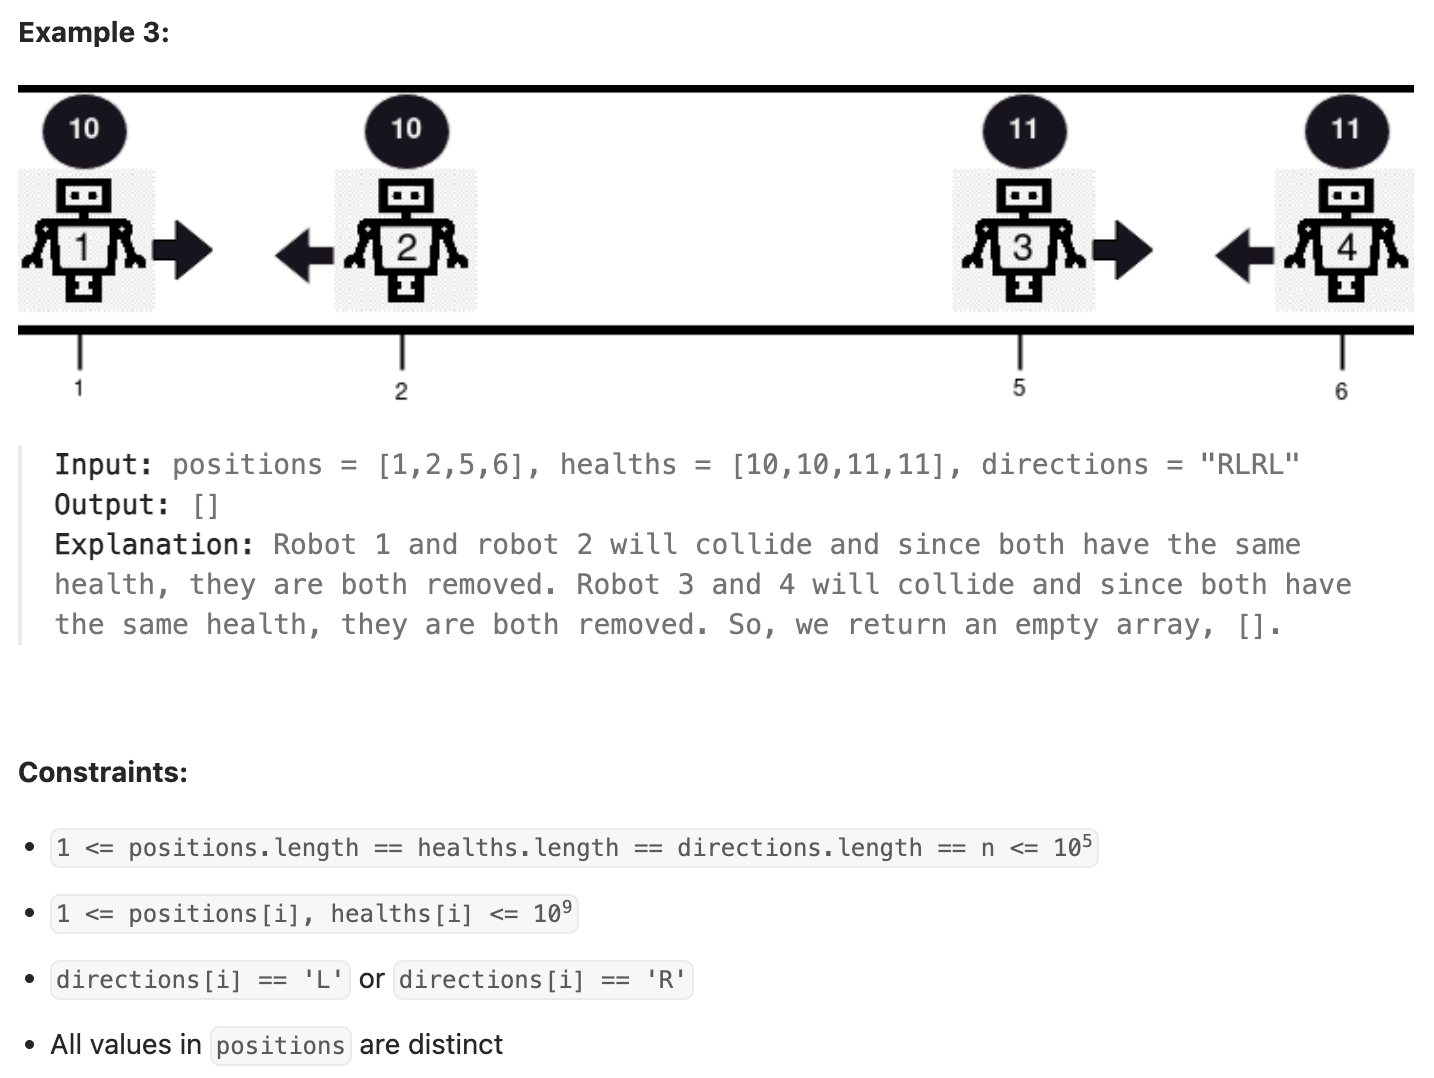 Example 3:
10 10 11 11
1 2 3 4
1 2 5 6
Input: positions = [1,2,5,6], healths = [10,10,11,11], directions = "RLRL"
Output: []
Explanation: Robot 1 and robot 2 will collide and since both have the same
health, they are both removed. Robot 3 and 4 will collide and since both have
the same health, they are both removed. So, we return an empty array, [].
Constraints:
• 1 <= positions.length == healths.length == directions.length == n <= 10⁵
• 1 <= positions[i], healths[i] <= 10⁹
• directions[i] == 'L' or directions[i] == 'R'
• All values in positions are distinct